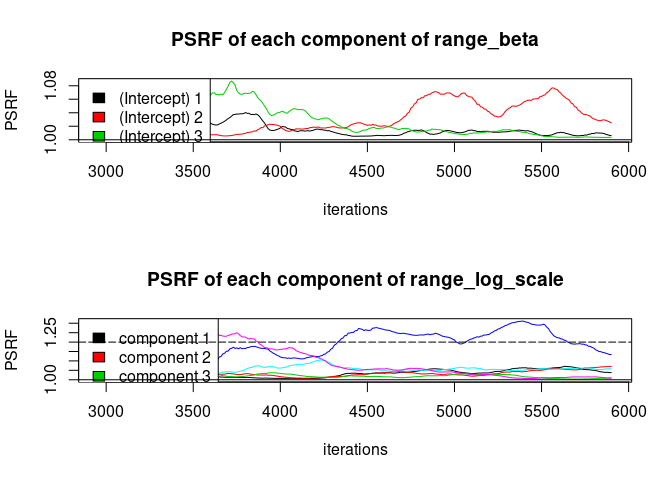 PSRF of each component of range_beta
PSRF
1.08
1.00
(Intercept) 1
(Intercept) 2
(Intercept) 3
3000 3500 4000 4500 5000 5500 6000
iterations
PSRF of each component of range_log_scale
PSRF
1.25
1.00
component 1
component 2
component 3
3000 3500 4000 4500 5000 5500 6000
iterations